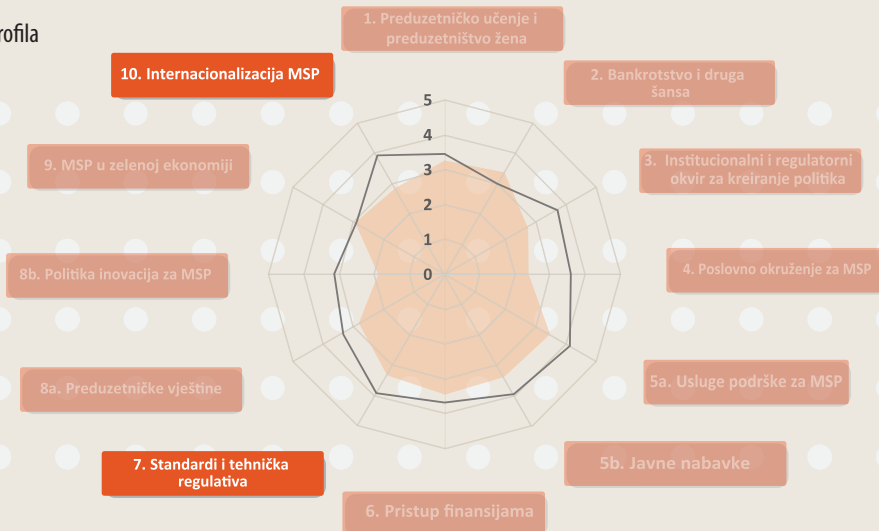 rofila
1. Preduzetničko učenje i
preduzetništvo žena
10. Internacionalizacija MSP
2. Bankrotstvo i druga
šansa
9. MSP u zelenoj ekonomiji
3. Institucionalni i regulatorni
okvir za kreiranje politika
8b. Politika inovacija za MSP
4. Poslovno okruženje za MSP
8a. Preduzetničke vještine
5a. Usluge podrške za MSP
7. Standardi i tehnička
regulativa
5b. Javne nabavke
6. Pristup finansijama
5
4
3
2
1
0